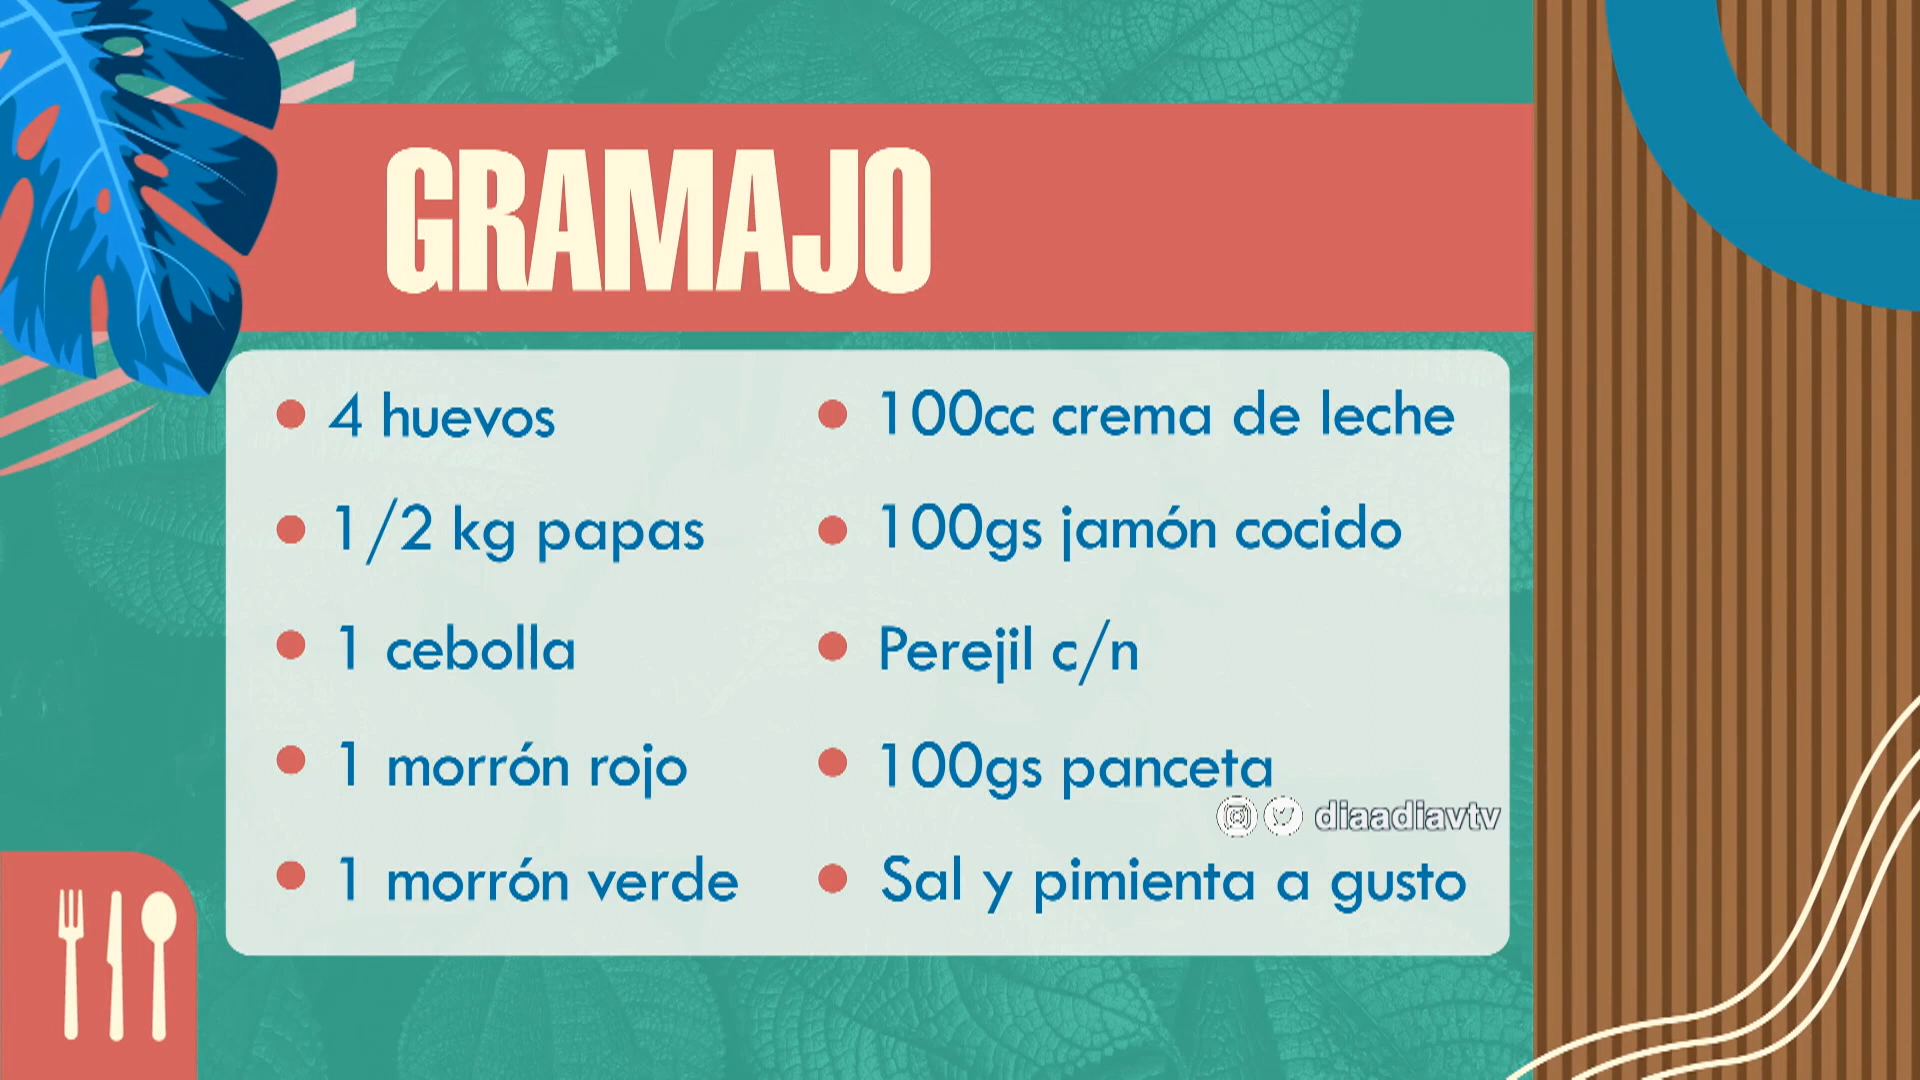 GRAMAJO
4 huevos
1/2 kg papas
1 cebolla
1 morrón rojo
1 morrón verde
100cc crema de leche
100gs jamón cocido
Perejil c/n
100gs panceta
Sal y pimienta a gusto
diaadiavtv